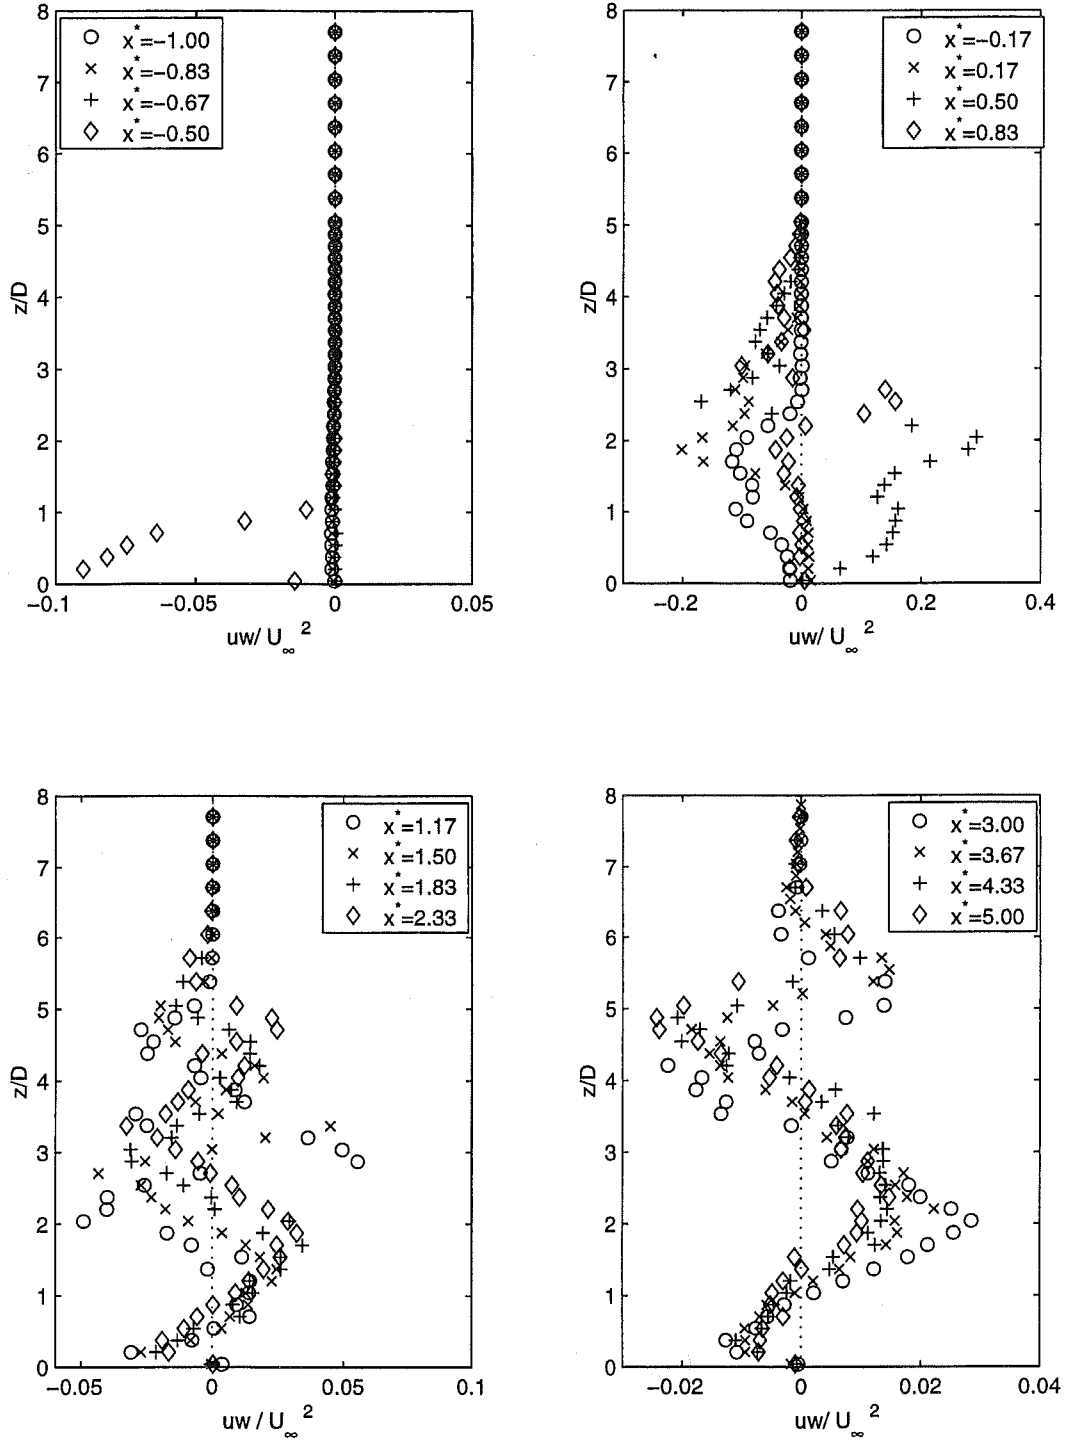 8
7
6
5
4
3
2
1
0
z/D
x*=−1.00
x*=−0.83
x*=−0.67
x*=−0.50
−0.1
−0.05
0
0.05
uw/ U∞ 2
8
7
6
5
4
3
2
1
0
z/D
x*=−0.17
x*=0.17
x*=0.50
x*=0.83
−0.2
0
0.2
0.4
uw/ U∞ 2
8
7
6
5
4
3
2
1
0
z/D
x*=1.17
x*=1.50
x*=1.83
x*=2.33
−0.05
0
0.05
0.1
uw / U∞ 2
8
7
6
5
4
3
2
1
0
z/D
x*=3.00
x*=3.67
x*=4.33
x*=5.00
−0.02
0
0.02
0.04
uw / U∞ 2